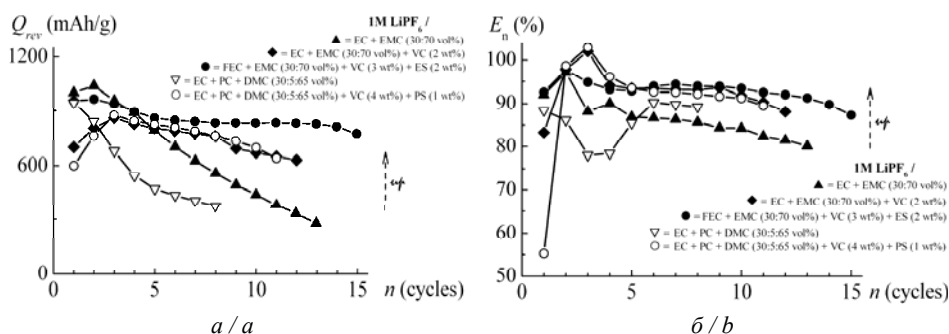 Q_rev (mAh/g)
1200
600
0
0
5
10
15
n (cycles)
1M LiPF6 /
▲ = EC + EMC (30:70 vol%)
◆ = EC + EMC (30:70 vol%) + VC (2 wt%)
● = FEC + EMC (30:70 vol%) + VC (3 wt%) + ES (2 wt%)
▽ = EC + PC + DMC (30:5:65 vol%)
○ = EC + PC + DMC (30:5:65 vol%) + VC (4 wt%) + PS (1 wt%)
up
а / a
E_n (%)
100
90
80
70
60
50
0
5
10
15
n (cycles)
1M LiPF6 /
▲ = EC + EMC (30:70 vol%)
◆ = EC + EMC (30:70 vol%) + VC (2 wt%)
● = FEC + EMC (30:70 vol%) + VC (3 wt%) + ES (2 wt%)
▽ = EC + PC + DMC (30:5:65 vol%)
○ = EC + PC + DMC (30:5:65 vol%) + VC (4 wt%) + PS (1 wt%)
up
б / b